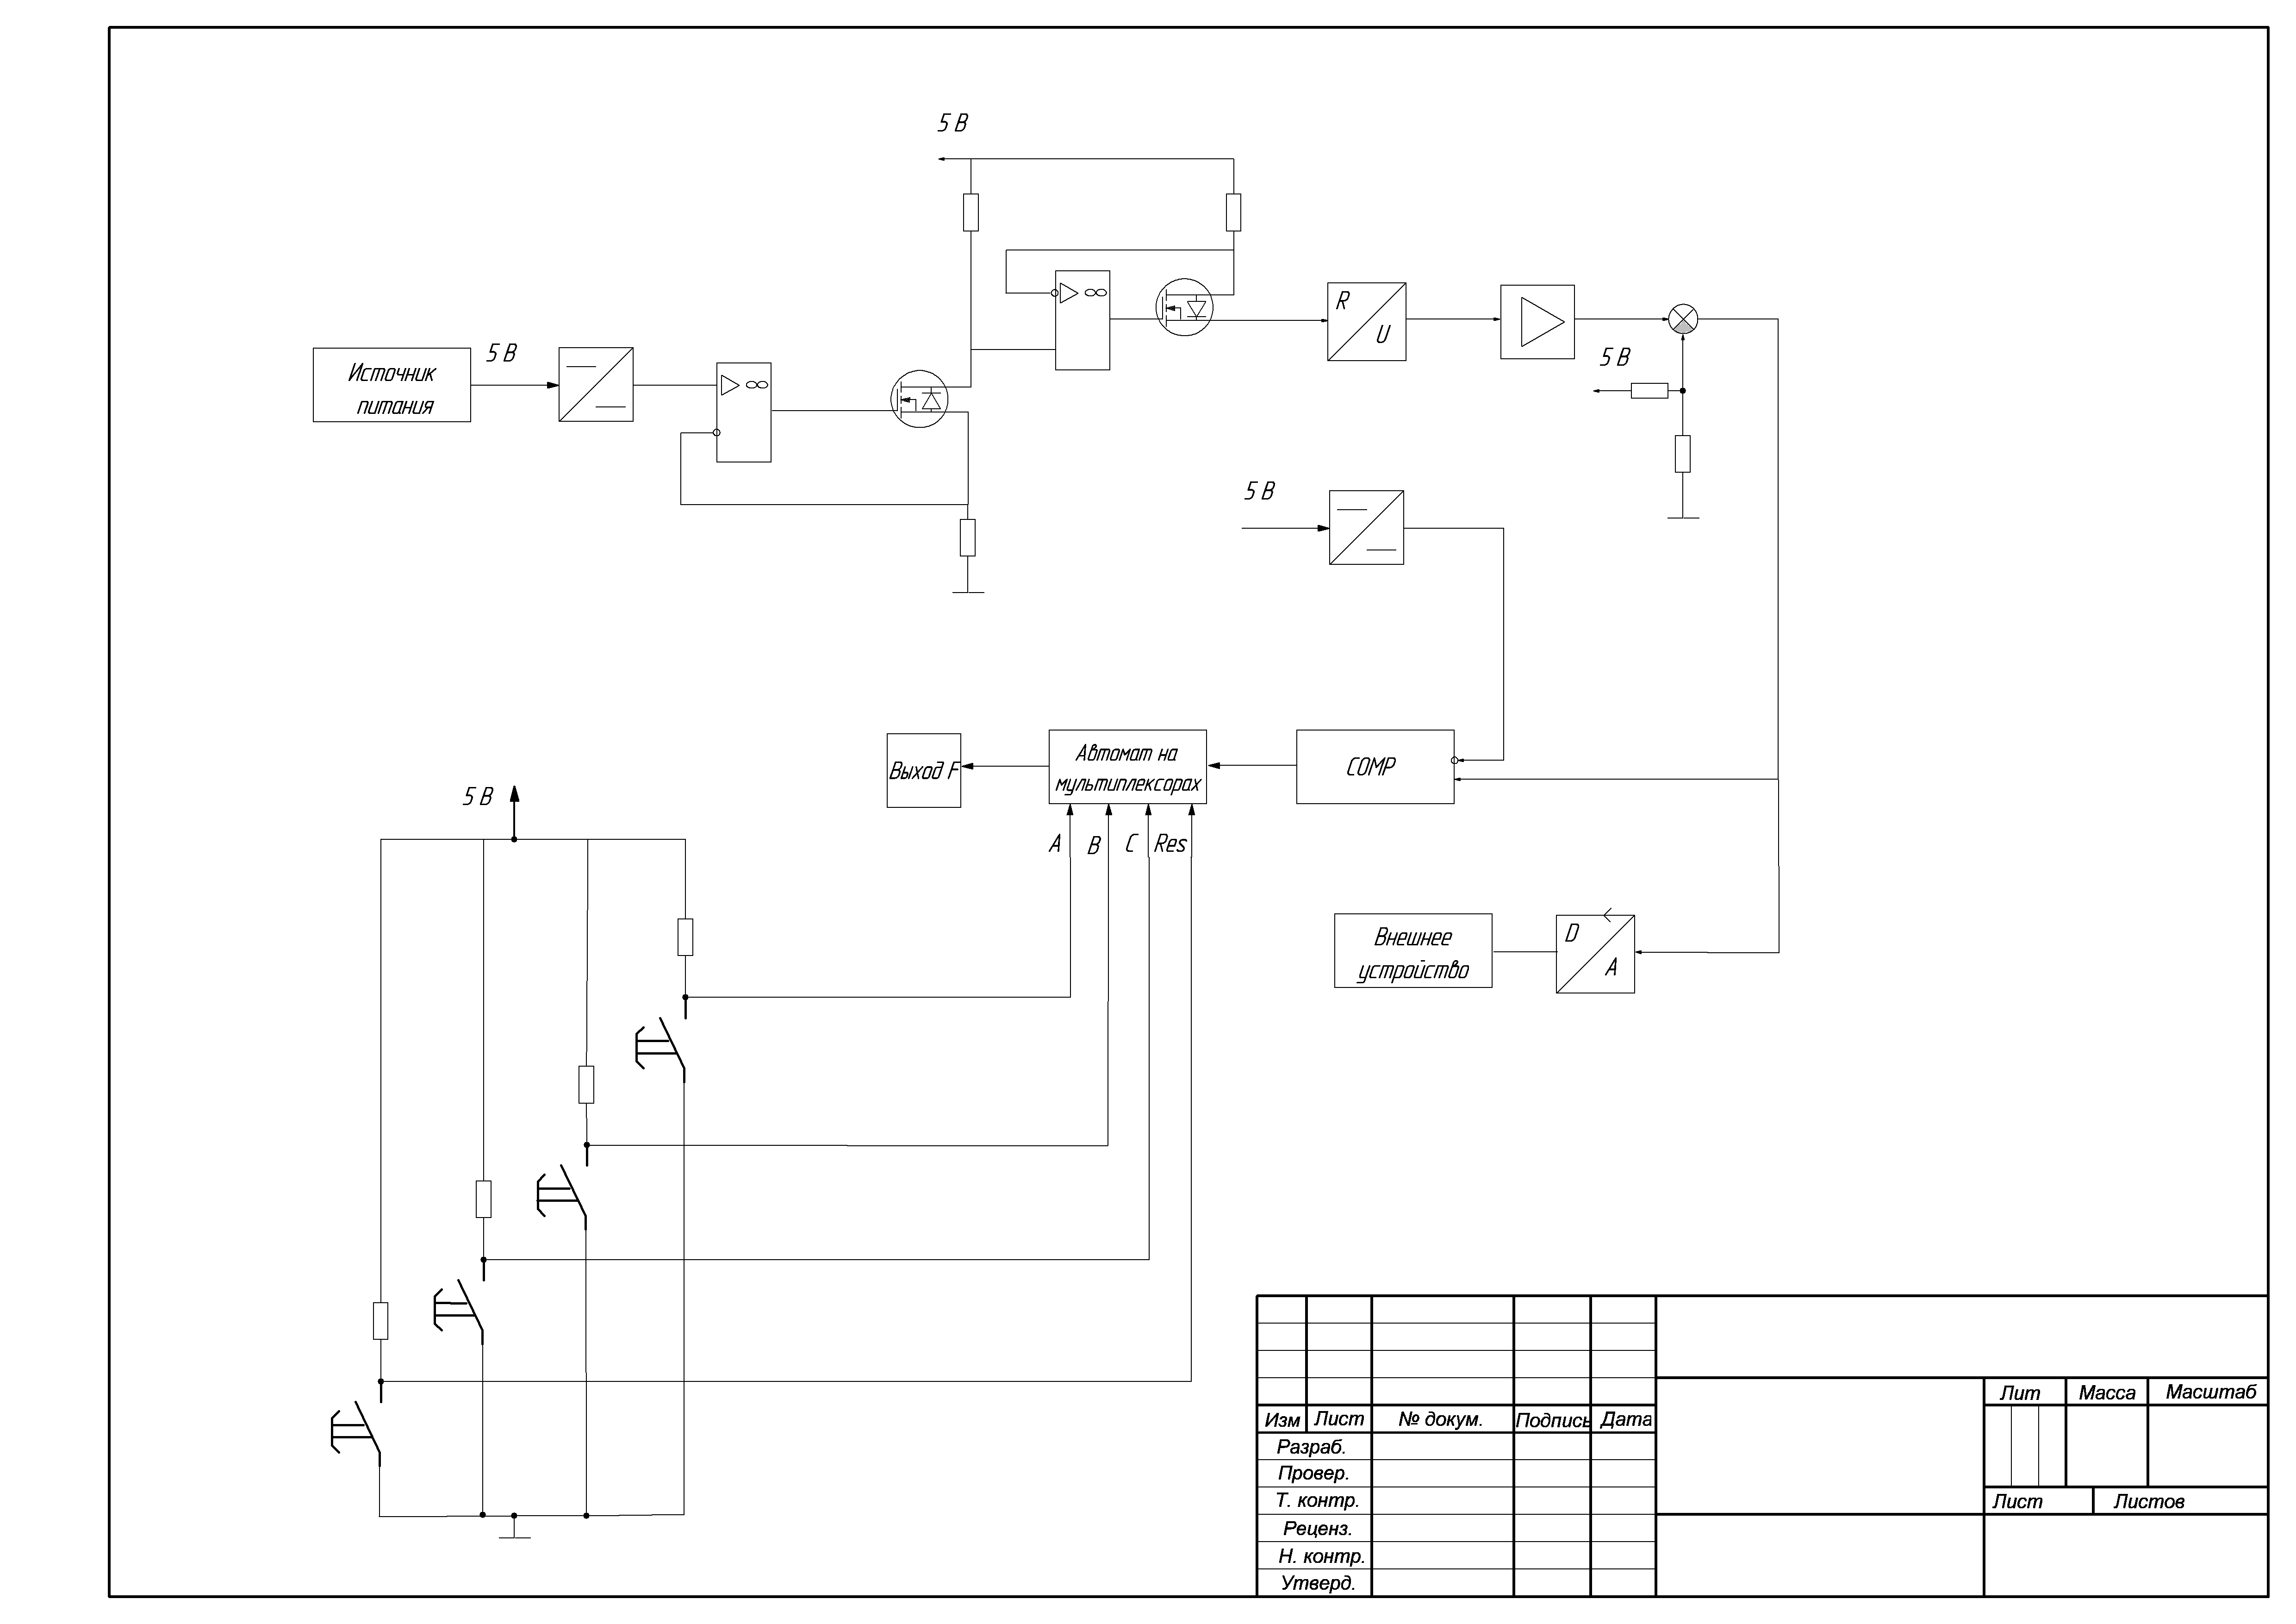 5 В
R
U
5 В
5 В
Источник
питания
5 В
Выход F
Автомат на
мультиплексорах
COMP
5 В
A
B
C
Res
Внешнее
устройство
D
A
Лит
Масса
Масштаб
Изм
Лист
№ докум.
Подпись
Дата
Разраб.
Провер.
Т. контр.
Лист
Листов
Реценз.
Н. контр.
Утверд.